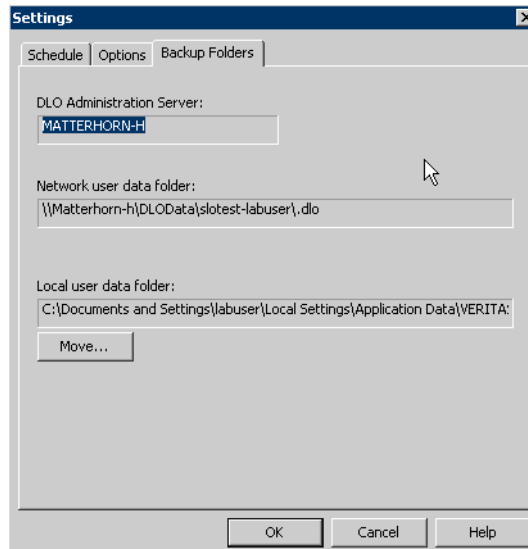 Settings
Schedule Options Backup Folders
DLO Administration Server:
MATTERHORN-H
Network user data folder:
\\Matterhorn-h\DLOData\slotest-labuser\.dlo
Local user data folder:
C:\Documents and Settings\labuser\Local Settings\Application Data\VERITA
Move...
OK Cancel Help